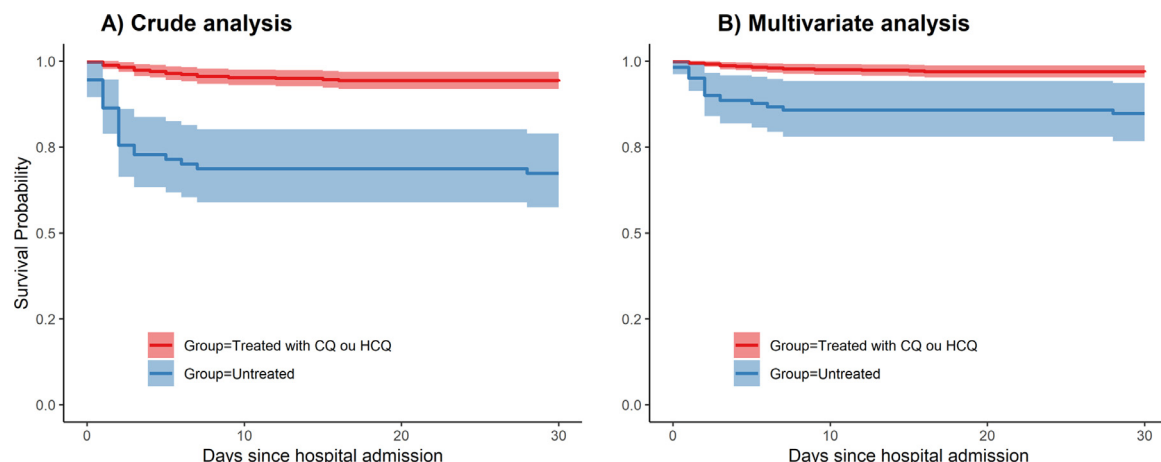 A) Crude analysis
1.0
0.8
0.5
0.2
0.0
Survival Probability
Group=Treated with CQ ou HCQ
Group=Untreated
0
10
20
30
Days since hospital admission
B) Multivariate analysis
1.0
0.8
0.5
0.2
0.0
Group=Treated with CQ ou HCQ
Group=Untreated
0
10
20
30
Days since hospital admission